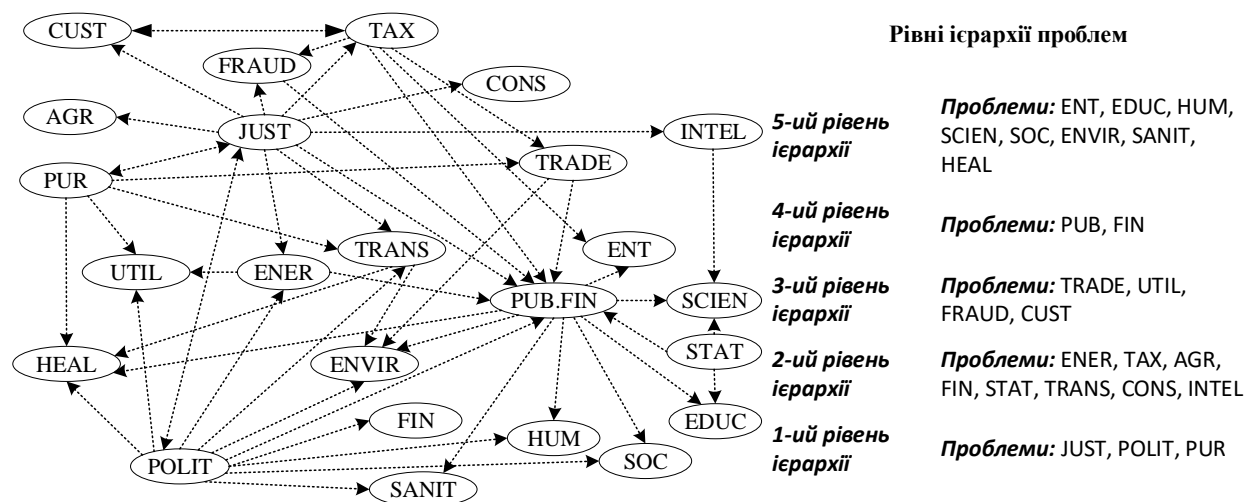 CUST
TAX
FRAUD
CONS
AGR
JUST
INTEL
TRADE
PUR
TRANS
ENT
UTIL
ENER
PUB.FIN
SCIEN
HEAL
ENVIR
STAT
FIN
EDUC
HUM
POLIT
SOC
SANIT
Рівні ієрархії проблем
5-ий рівень ієрархії
Проблеми: ENT, EDUC, HUM,
SCIEN, SOC, ENVIR, SANIT,
HEAL
4-ий рівень
ієрархії
Проблеми: PUB, FIN
3-ий рівень
ієрархії
Проблеми: TRADE, UTIL,
FRAUD, CUST
2-ий рівень
ієрархії
Проблеми: ENER, TAX, AGR,
FIN, STAT, TRANS, CONS, INTEL
1-ий рівень
ієрархії
Проблеми: JUST, POLIT, PUR